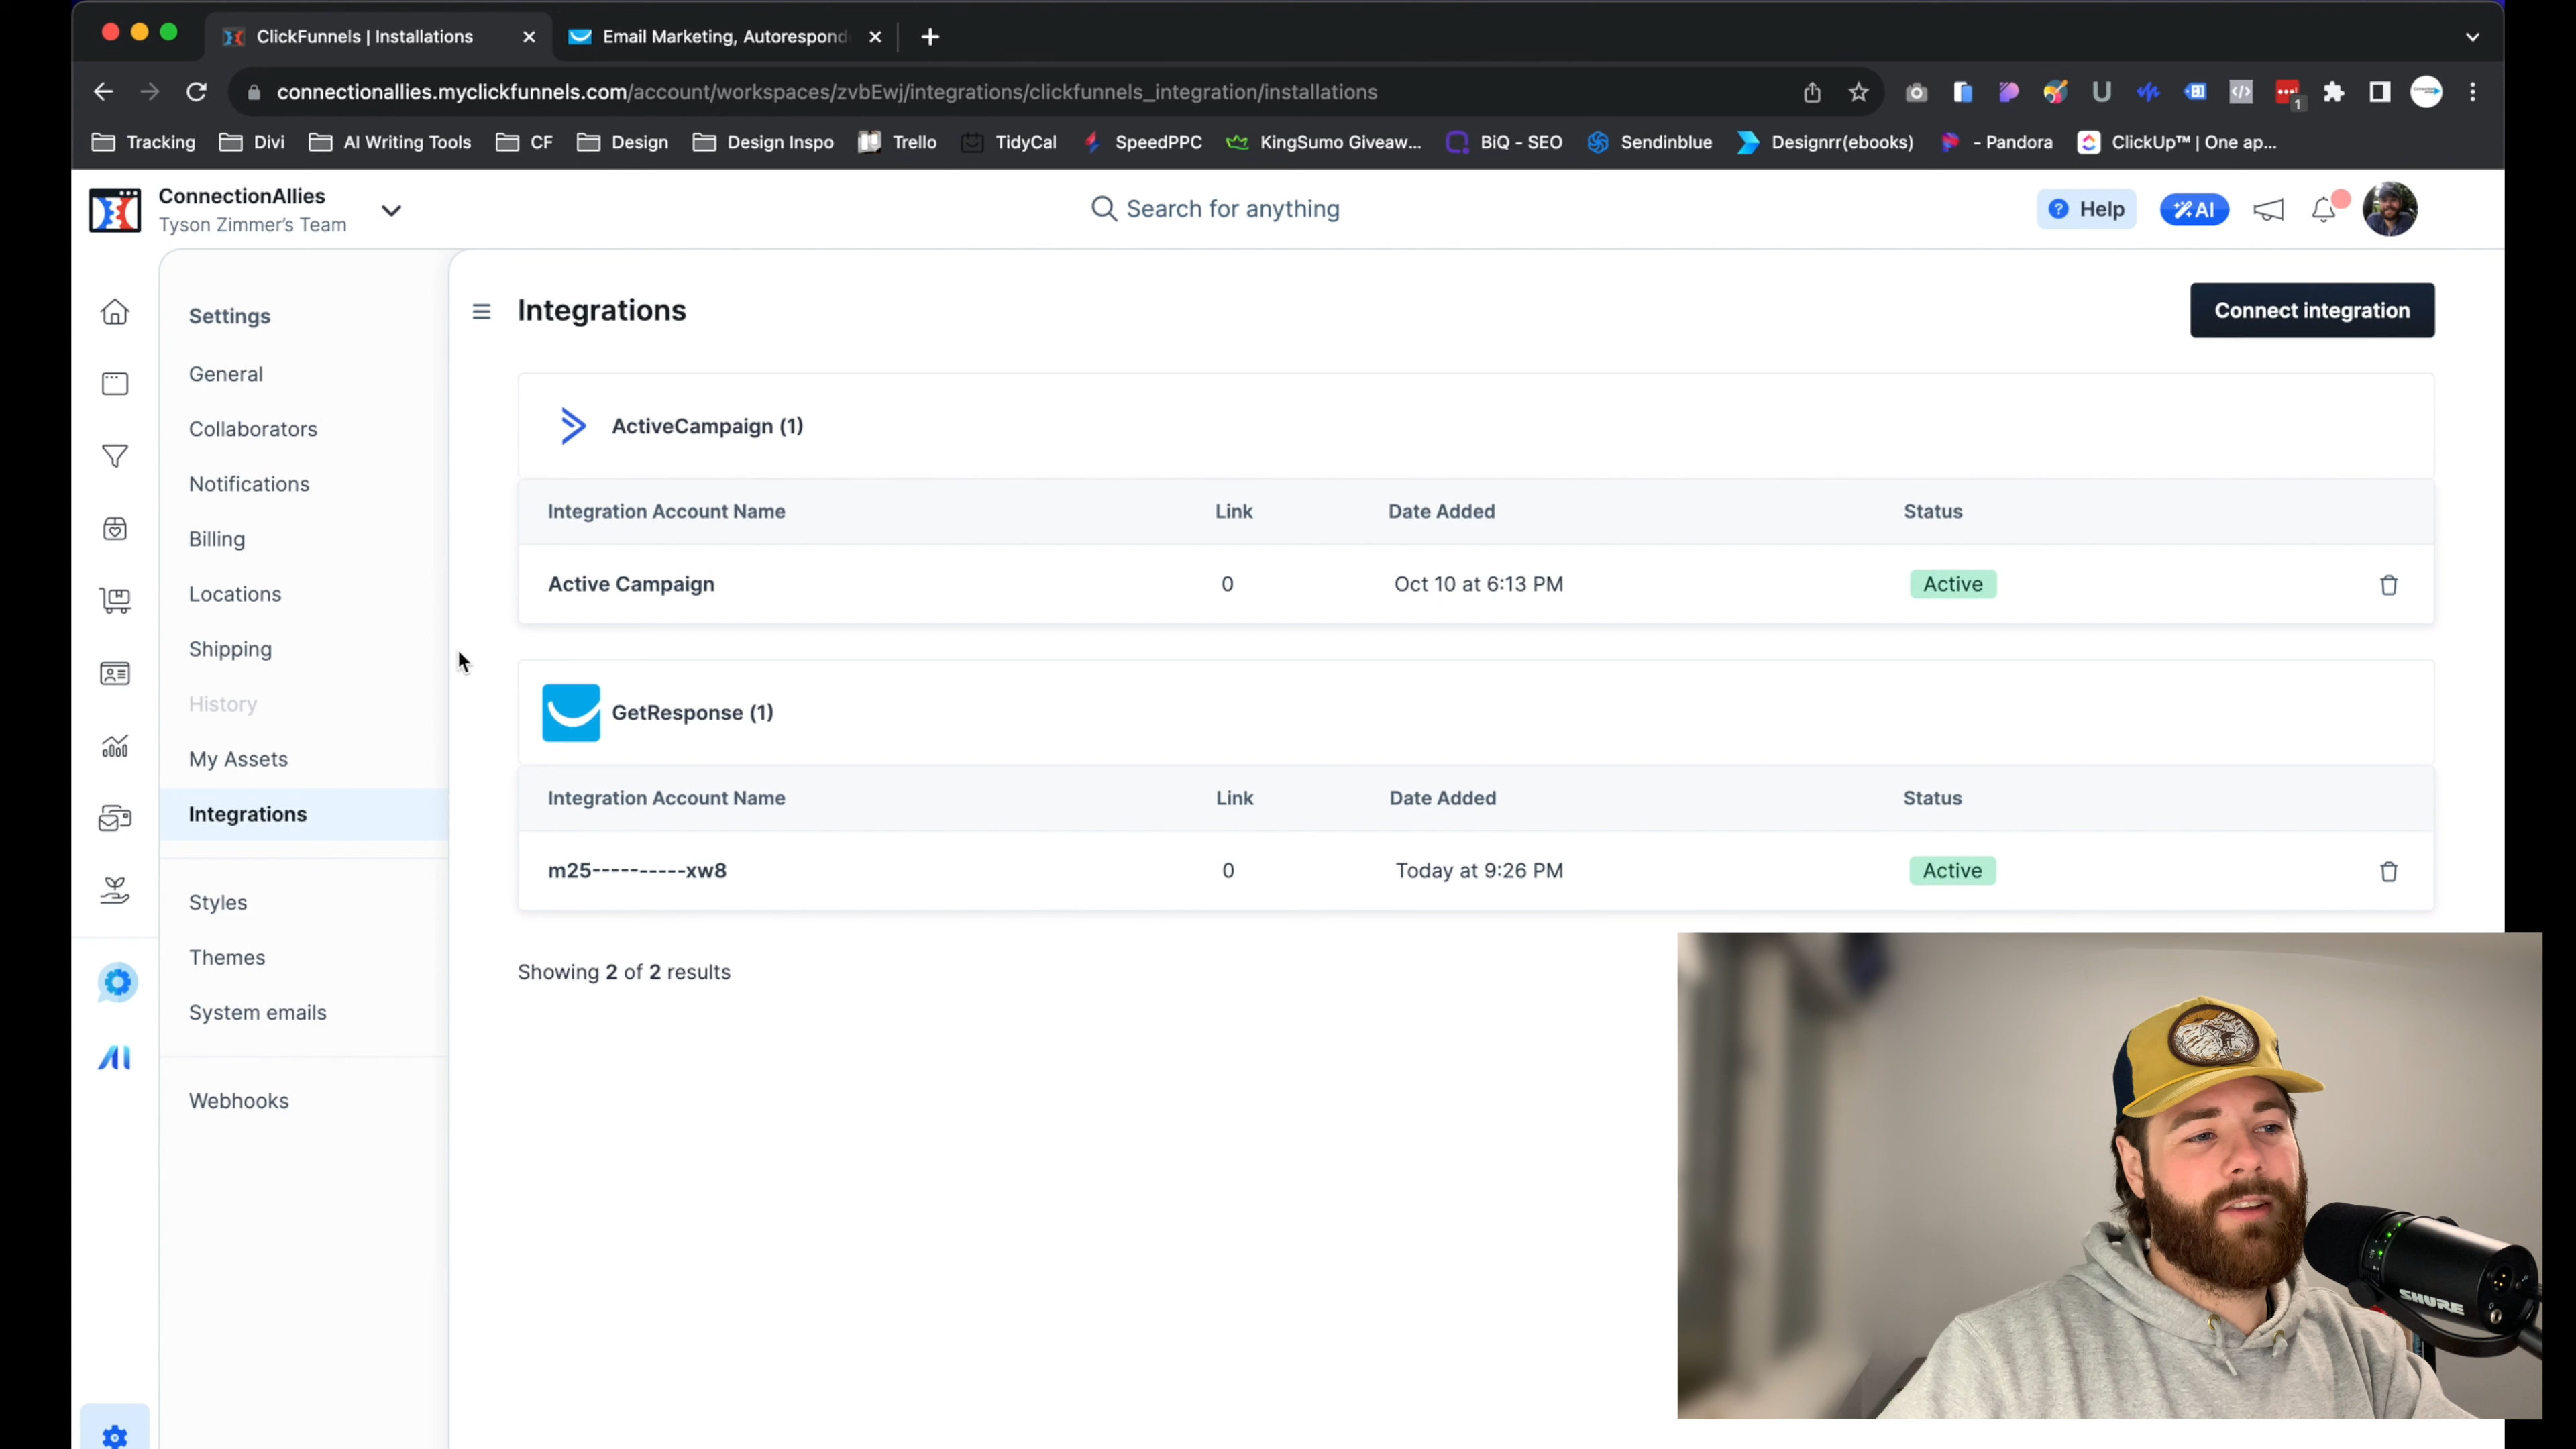 ClickFunnels | Installations
Email Marketing, Autorespond
connectionallies.myclickfunnels.com/account/workspaces/zvbEwj/integrations/clickfunnels_integration/installations
1
Tracking Divi AI Writing Tools CF Design Design Inspo Trello TidyCal SpeedPPC KingSumo Giveaw... BiQ - SEO Sendinblue Designrr(ebooks) - Pandora ClickUp™ | One ap...
ConnectionAllies
Tyson Zimmer's Team
Search for anything
Help
AI
Settings
General
Collaborators
Notifications
Billing
Locations
Shipping
History
My Assets
Integrations
Styles
Themes
System emails
Webhooks
Integrations
Connect integration
ActiveCampaign (1)
Integration Account Name Link Date Added Status
Active Campaign 0 Oct 10 at 6:13 PM Active
GetResponse (1)
Integration Account Name Link Date Added Status
m25----------xw8 0 Today at 9:26 PM Active
Showing 2 of 2 results
SHURE